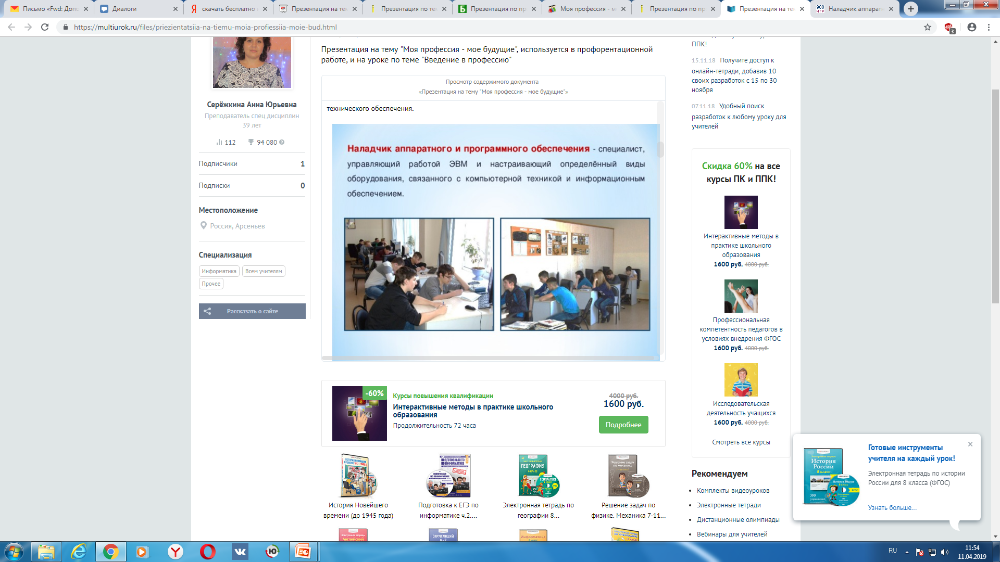 Письмо «Fwd: Допо
Диалоги
скачать бесплатно
Презентация на тем
Презентация по те
Презентация по пр
Моя профессия - м
Презентация по пр
Презентация на те
Наладчик аппарат
https://multiurok.ru/files/priezientatsiia-na-tiemu-moia-profiessiia-moie-bud.html
3
Презентация на тему "Моя профессия - мое будущие", используется в профорентационной
работе, и на уроке по теме "Введение в профессию"
Просмотр содержимого документа
«Презентация на тему "Моя профессия - мое будущие"»
технического обеспечения.
Наладчик аппаратного и программного обеспечения - специалист,
управляющий работой ЭВМ и настраивающий определённый виды
оборудования, связанного с компьютерной техникой и информационным
обеспечением.
Серёжкина Анна Юрьевна
Преподаватель спец дисциплин
39 лет
112 94 080
Подписчики 1
Подписки 0
Местоположение
Россия, Арсеньев
Специализация
Информатика Всем учителям
Прочее
Рассказать о сайте
-60%
Курсы повышения квалификации
Интерактивные методы в практике школьного
образования
Продолжительность 72 часа
4000 руб.
1600 руб.
Подробнее
История Новейшего
времени (до 1945 года)
Подготовка к ЕГЭ по
информатике ч.2....
Электронная тетрадь по
географии 8...
Решение задач по
физике. Механика 7-11...
ППК!
15.11.18 Получите доступ к
онлайн-тетради, добавив 10
своих разработок с 15 по 30
ноября
07.11.18 Удобный поиск
разработок к любому уроку для
учителей
Скидка 60% на все
курсы ПК и ППК!
Интерактивные методы в
практике школьного
образования
1600 руб. 4000 руб.
Профессиональная
компетентность педагогов в
условиях внедрения ФГОС
1600 руб. 4000 руб.
Исследовательская
деятельность учащихся
1600 руб. 4000 руб.
Смотреть все курсы
Рекомендуем
Комплекты видеоуроков
Электронные тетради
Дистанционные олимпиады
Вебинары для учителей
Готовые инструменты
учителя на каждый урок!
Электронная тетрадь по истории
России для 8 класса (ФГОС)
Узнать больше...
RU
11:54
11.04.2019